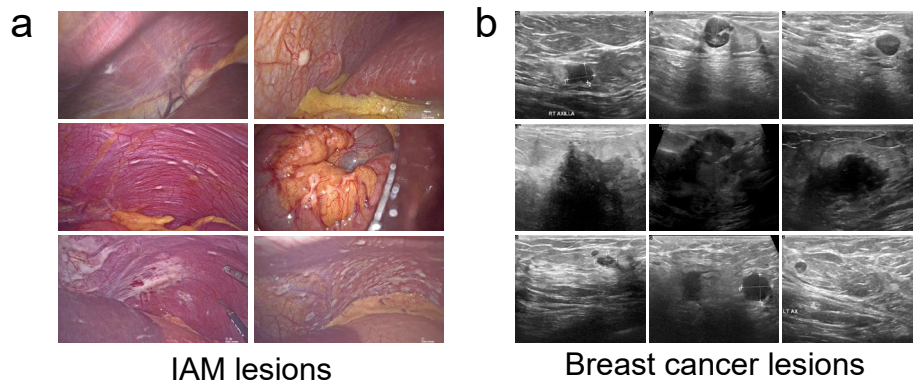 a
b
RT AXILLA
LT AX
IAM lesions
Breast cancer lesions